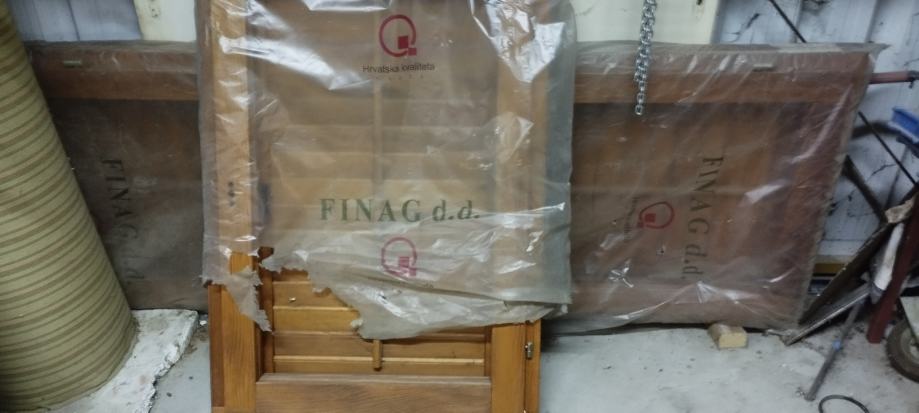 Hrvatska kvaliteta
FINAG d.d.
FINAG d.d.
FINAG d.d.